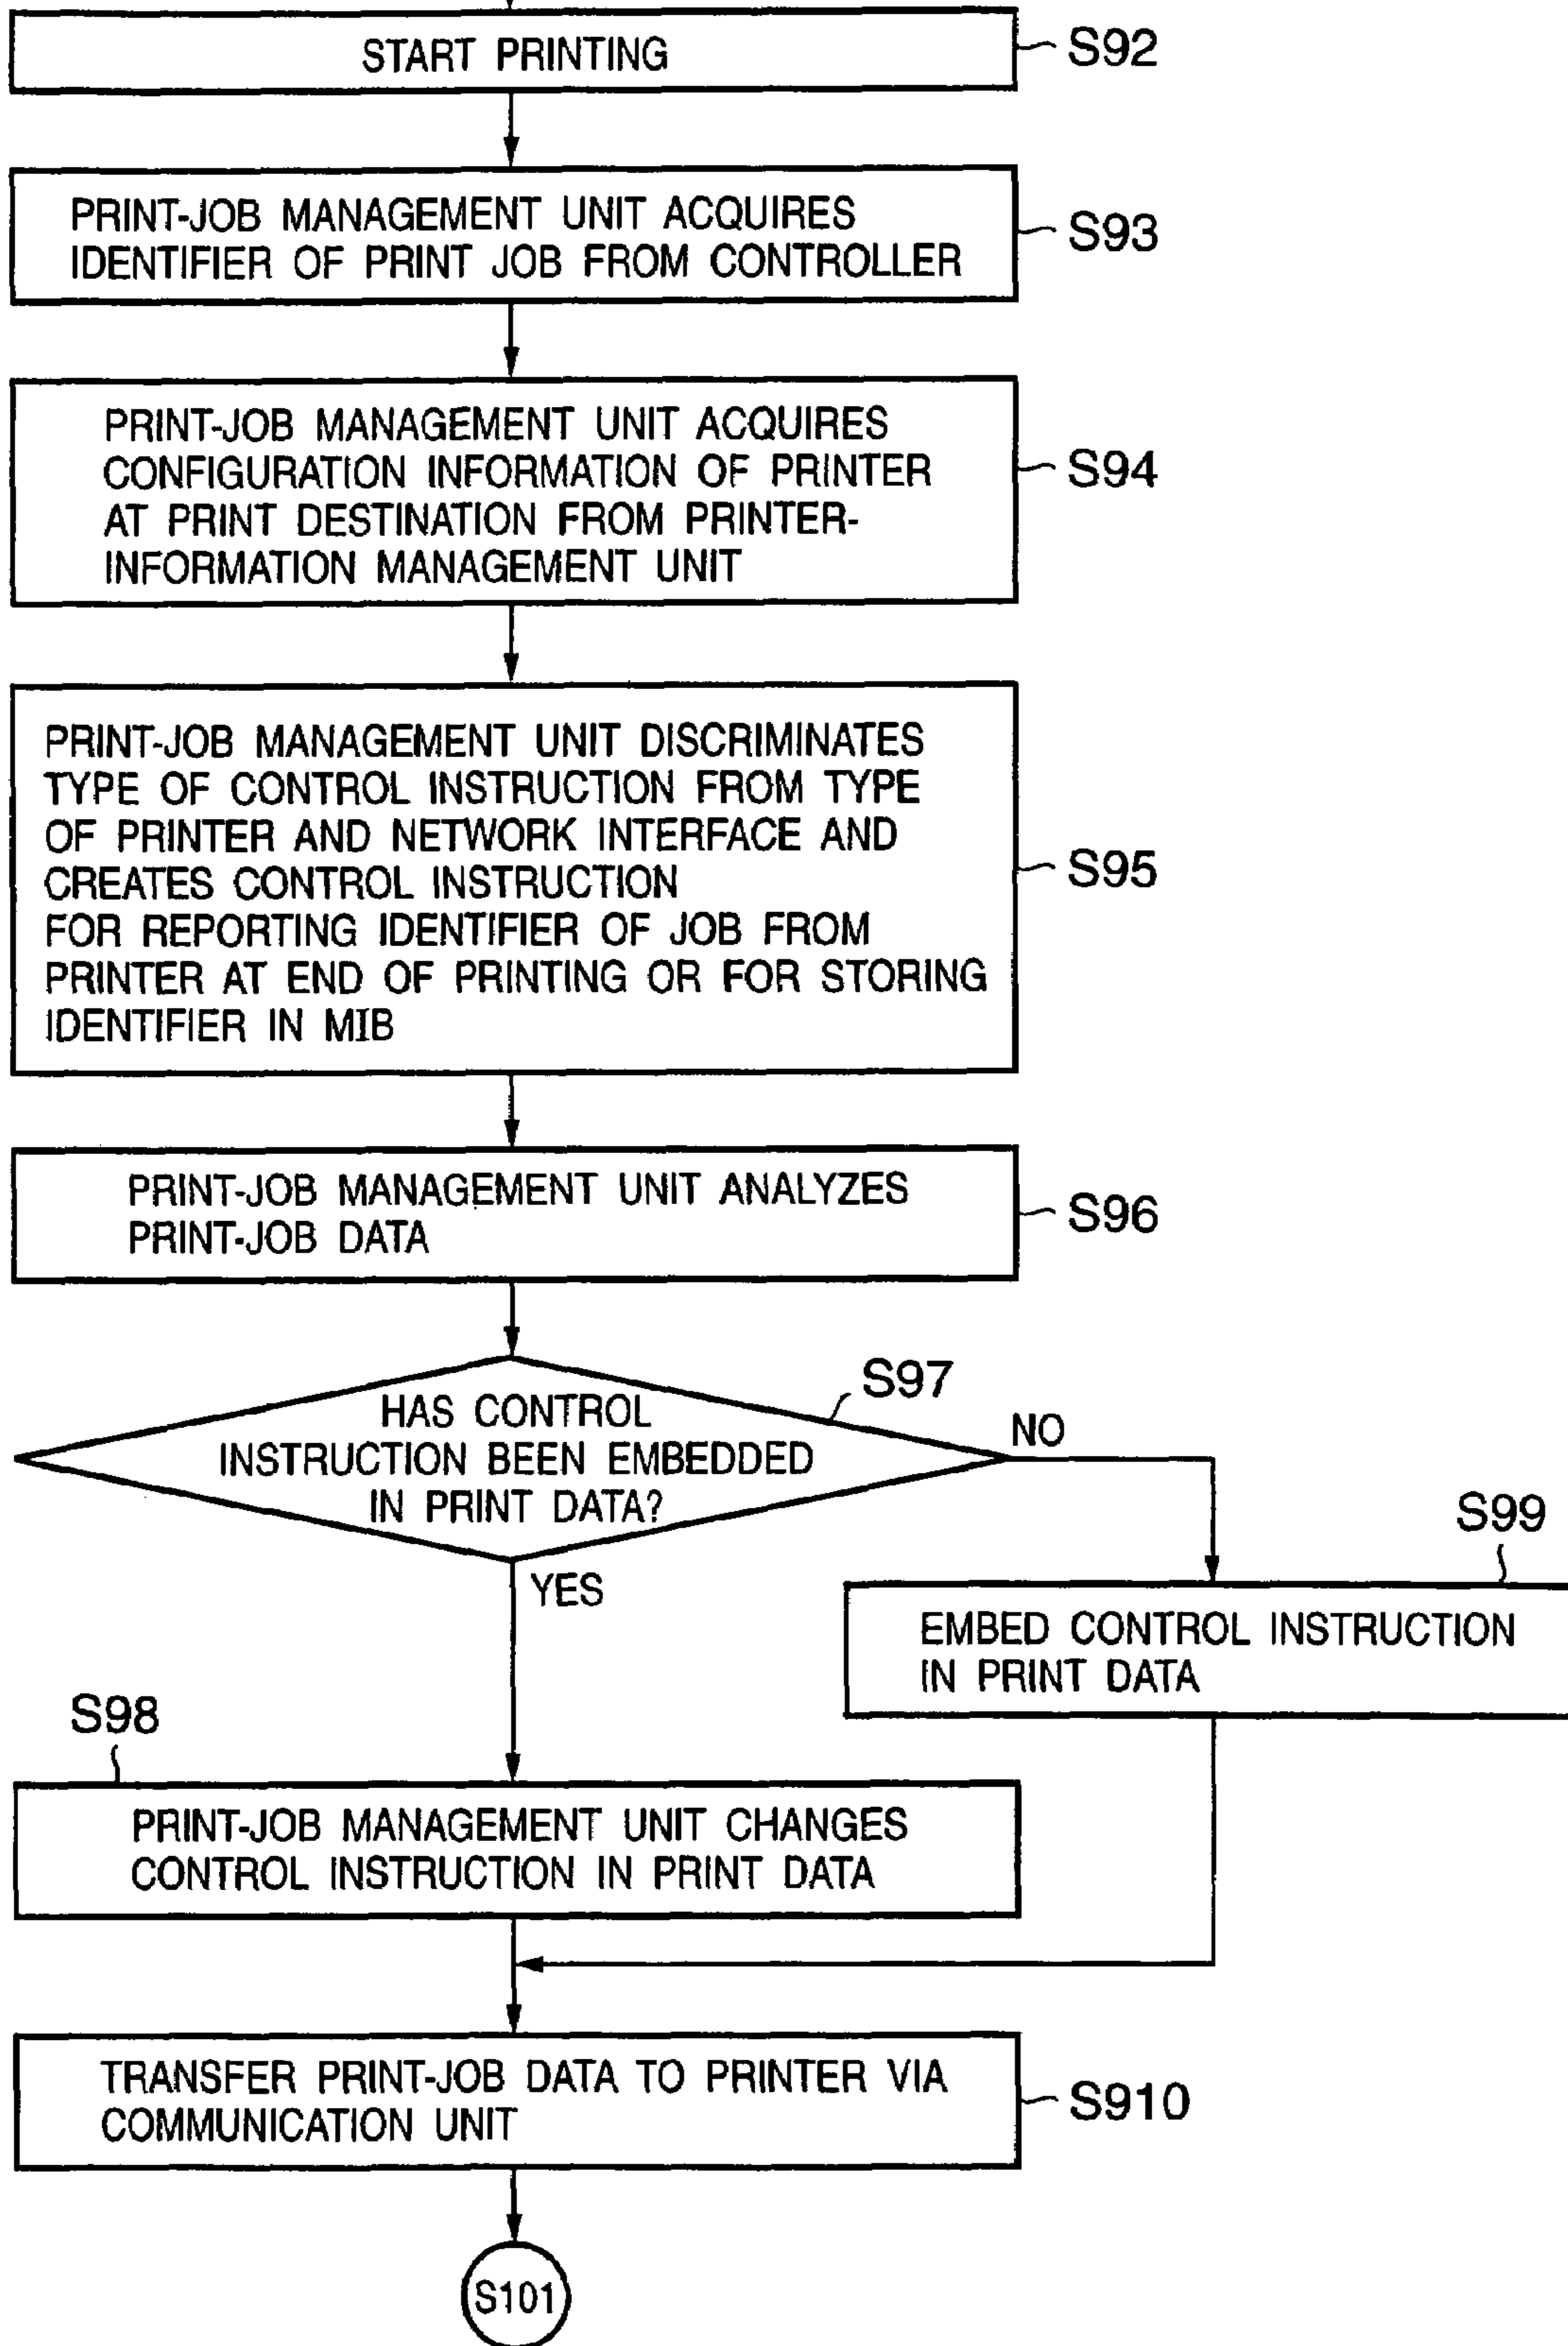 START PRINTING
S92
PRINT-JOB MANAGEMENT UNIT ACQUIRES
IDENTIFIER OF PRINT JOB FROM CONTROLLER
S93
PRINT-JOB MANAGEMENT UNIT ACQUIRES
CONFIGURATION INFORMATION OF PRINTER
AT PRINT DESTINATION FROM PRINTER-
INFORMATION MANAGEMENT UNIT
S94
PRINT-JOB MANAGEMENT UNIT DISCRIMINATES
TYPE OF CONTROL INSTRUCTION FROM TYPE
OF PRINTER AND NETWORK INTERFACE AND
CREATES CONTROL INSTRUCTION
FOR REPORTING IDENTIFIER OF JOB FROM
PRINTER AT END OF PRINTING OR FOR STORING
IDENTIFIER IN MIB
S95
PRINT-JOB MANAGEMENT UNIT ANALYZES
PRINT-JOB DATA
S96
S97
HAS CONTROL
INSTRUCTION BEEN EMBEDDED
IN PRINT DATA?
NO
YES
S99
EMBED CONTROL INSTRUCTION
IN PRINT DATA
S98
PRINT-JOB MANAGEMENT UNIT CHANGES
CONTROL INSTRUCTION IN PRINT DATA
TRANSFER PRINT-JOB DATA TO PRINTER VIA
COMMUNICATION UNIT
S910
S101